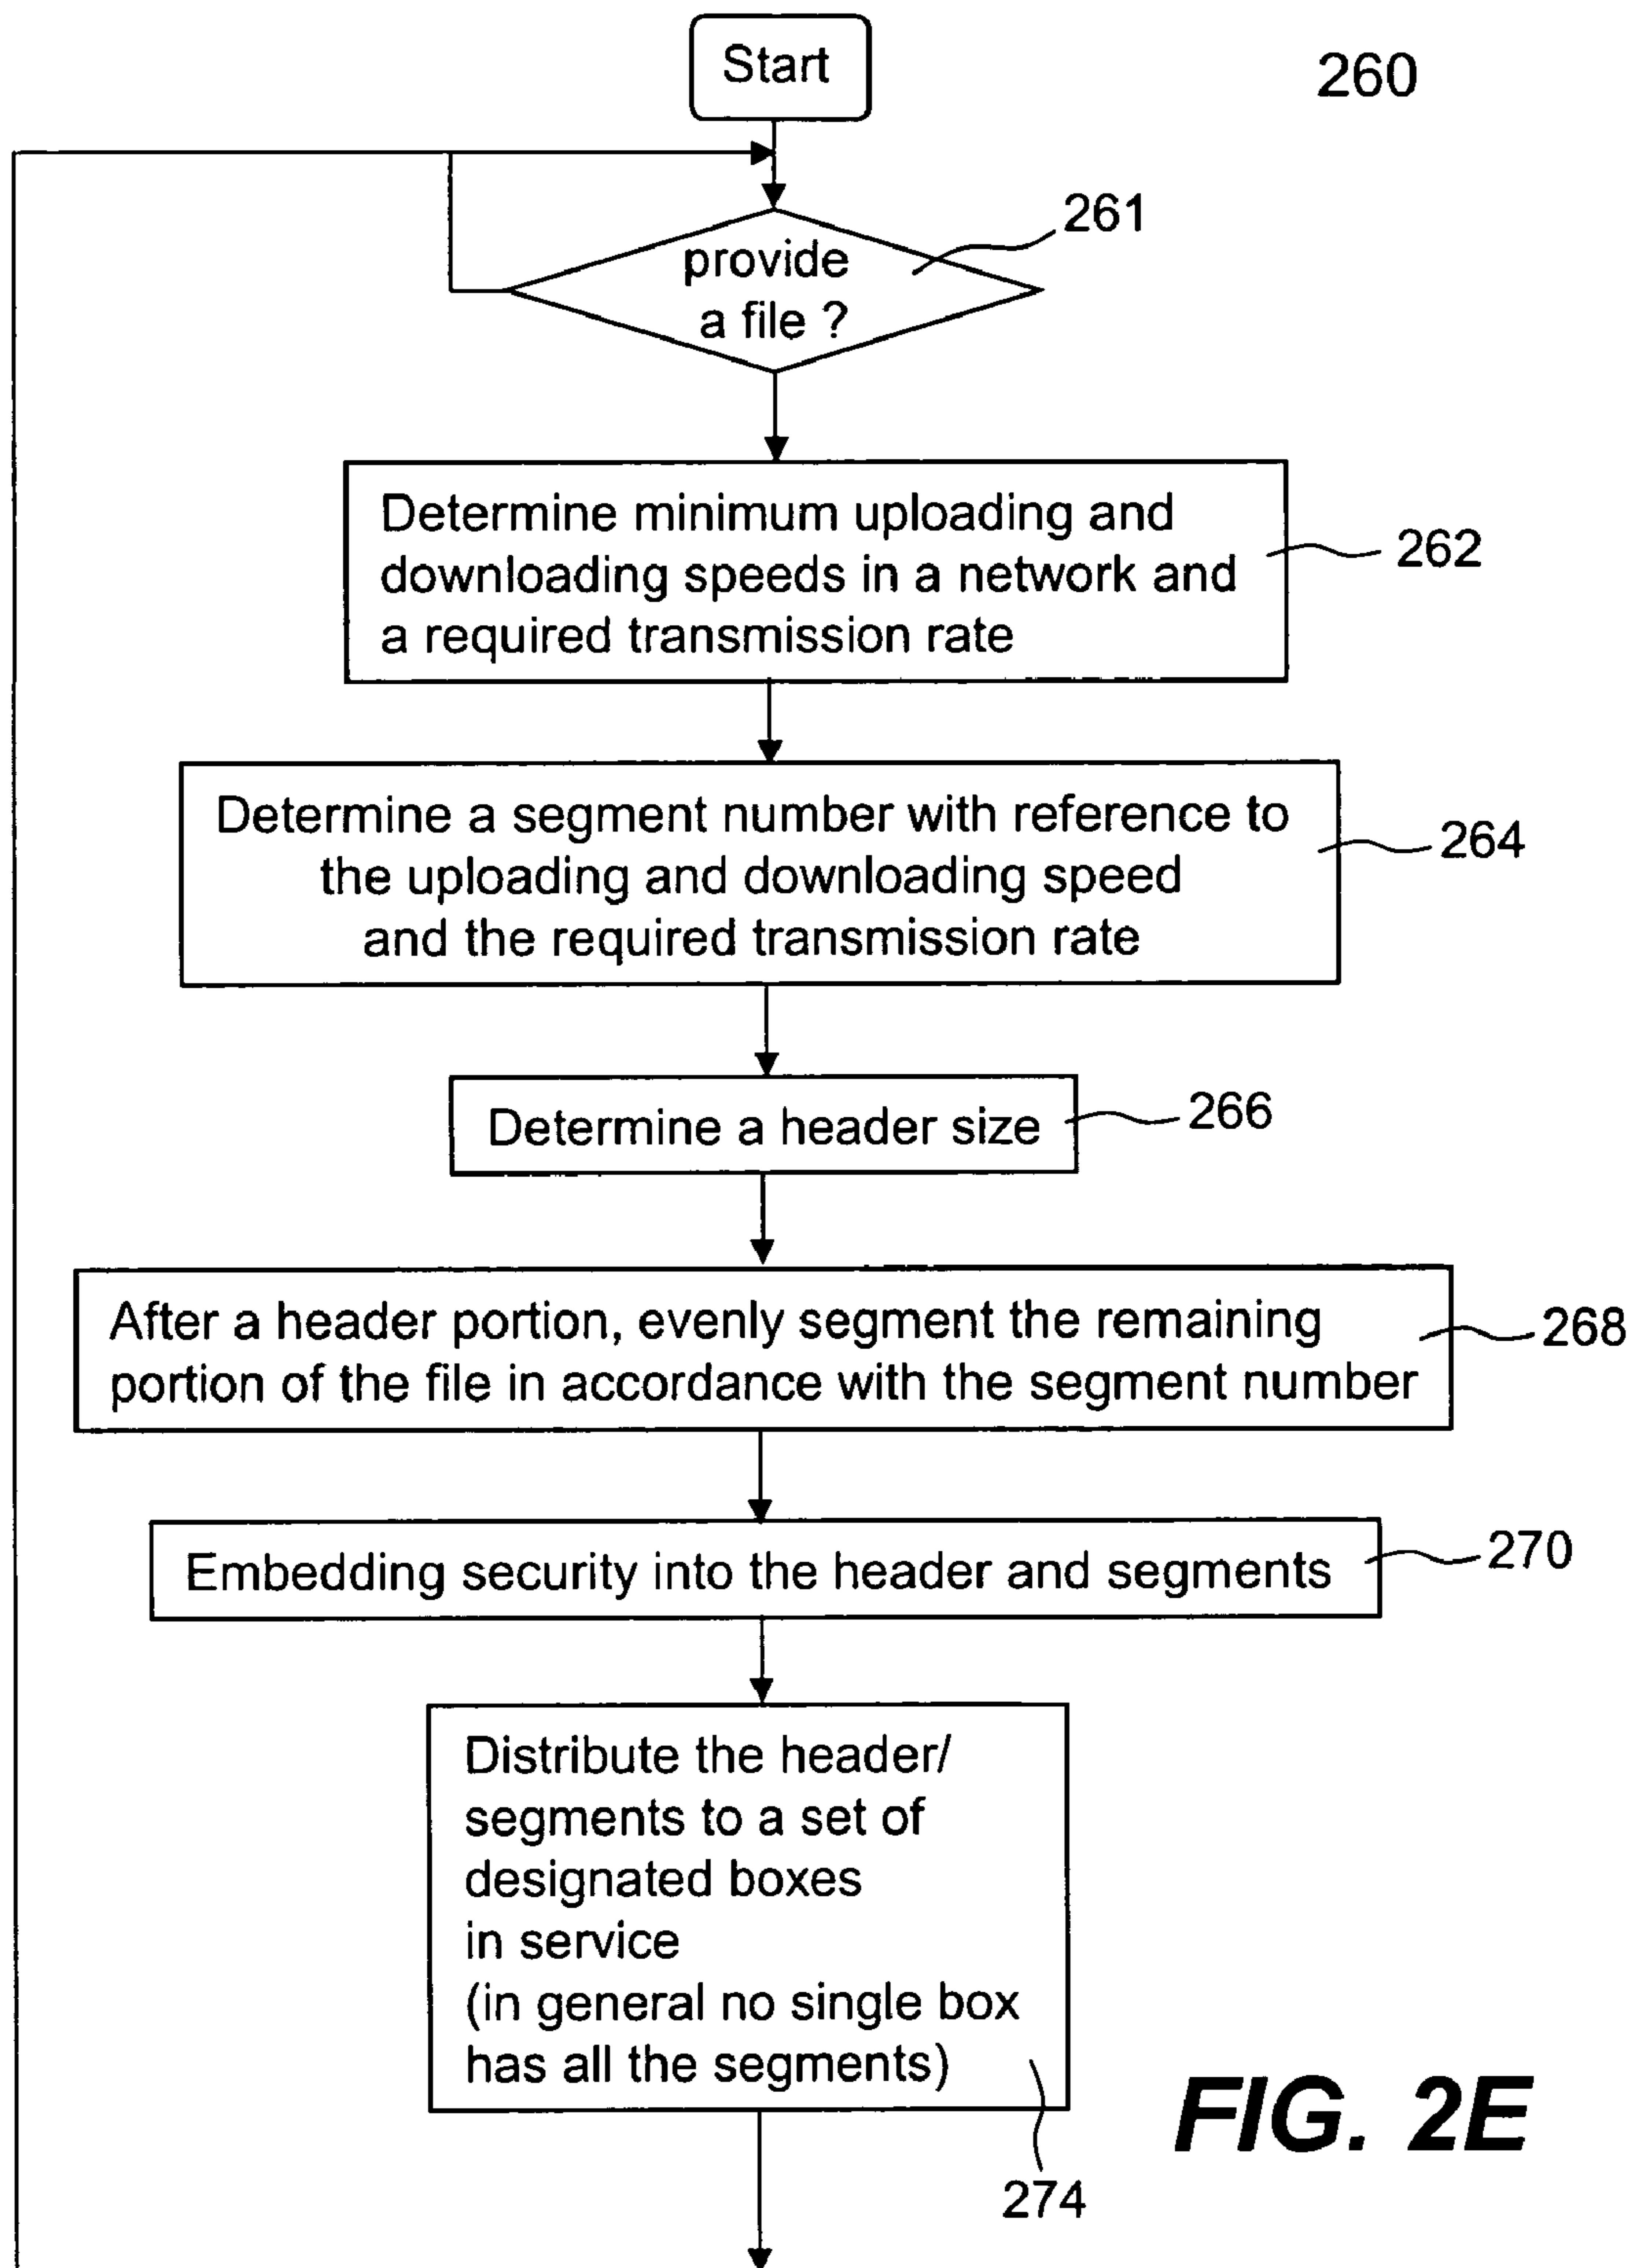 Start
260
provide
a file ?
261
Determine minimum uploading and
downloading speeds in a network and
a required transmission rate
262
Determine a segment number with reference to
the uploading and downloading speed
and the required transmission rate
264
Determine a header size
266
After a header portion, evenly segment the remaining
portion of the file in accordance with the segment number
268
Embedding security into the header and segments
270
Distribute the header/
segments to a set of
designated boxes
in service
(in general no single box
has all the segments)
274
FIG. 2E